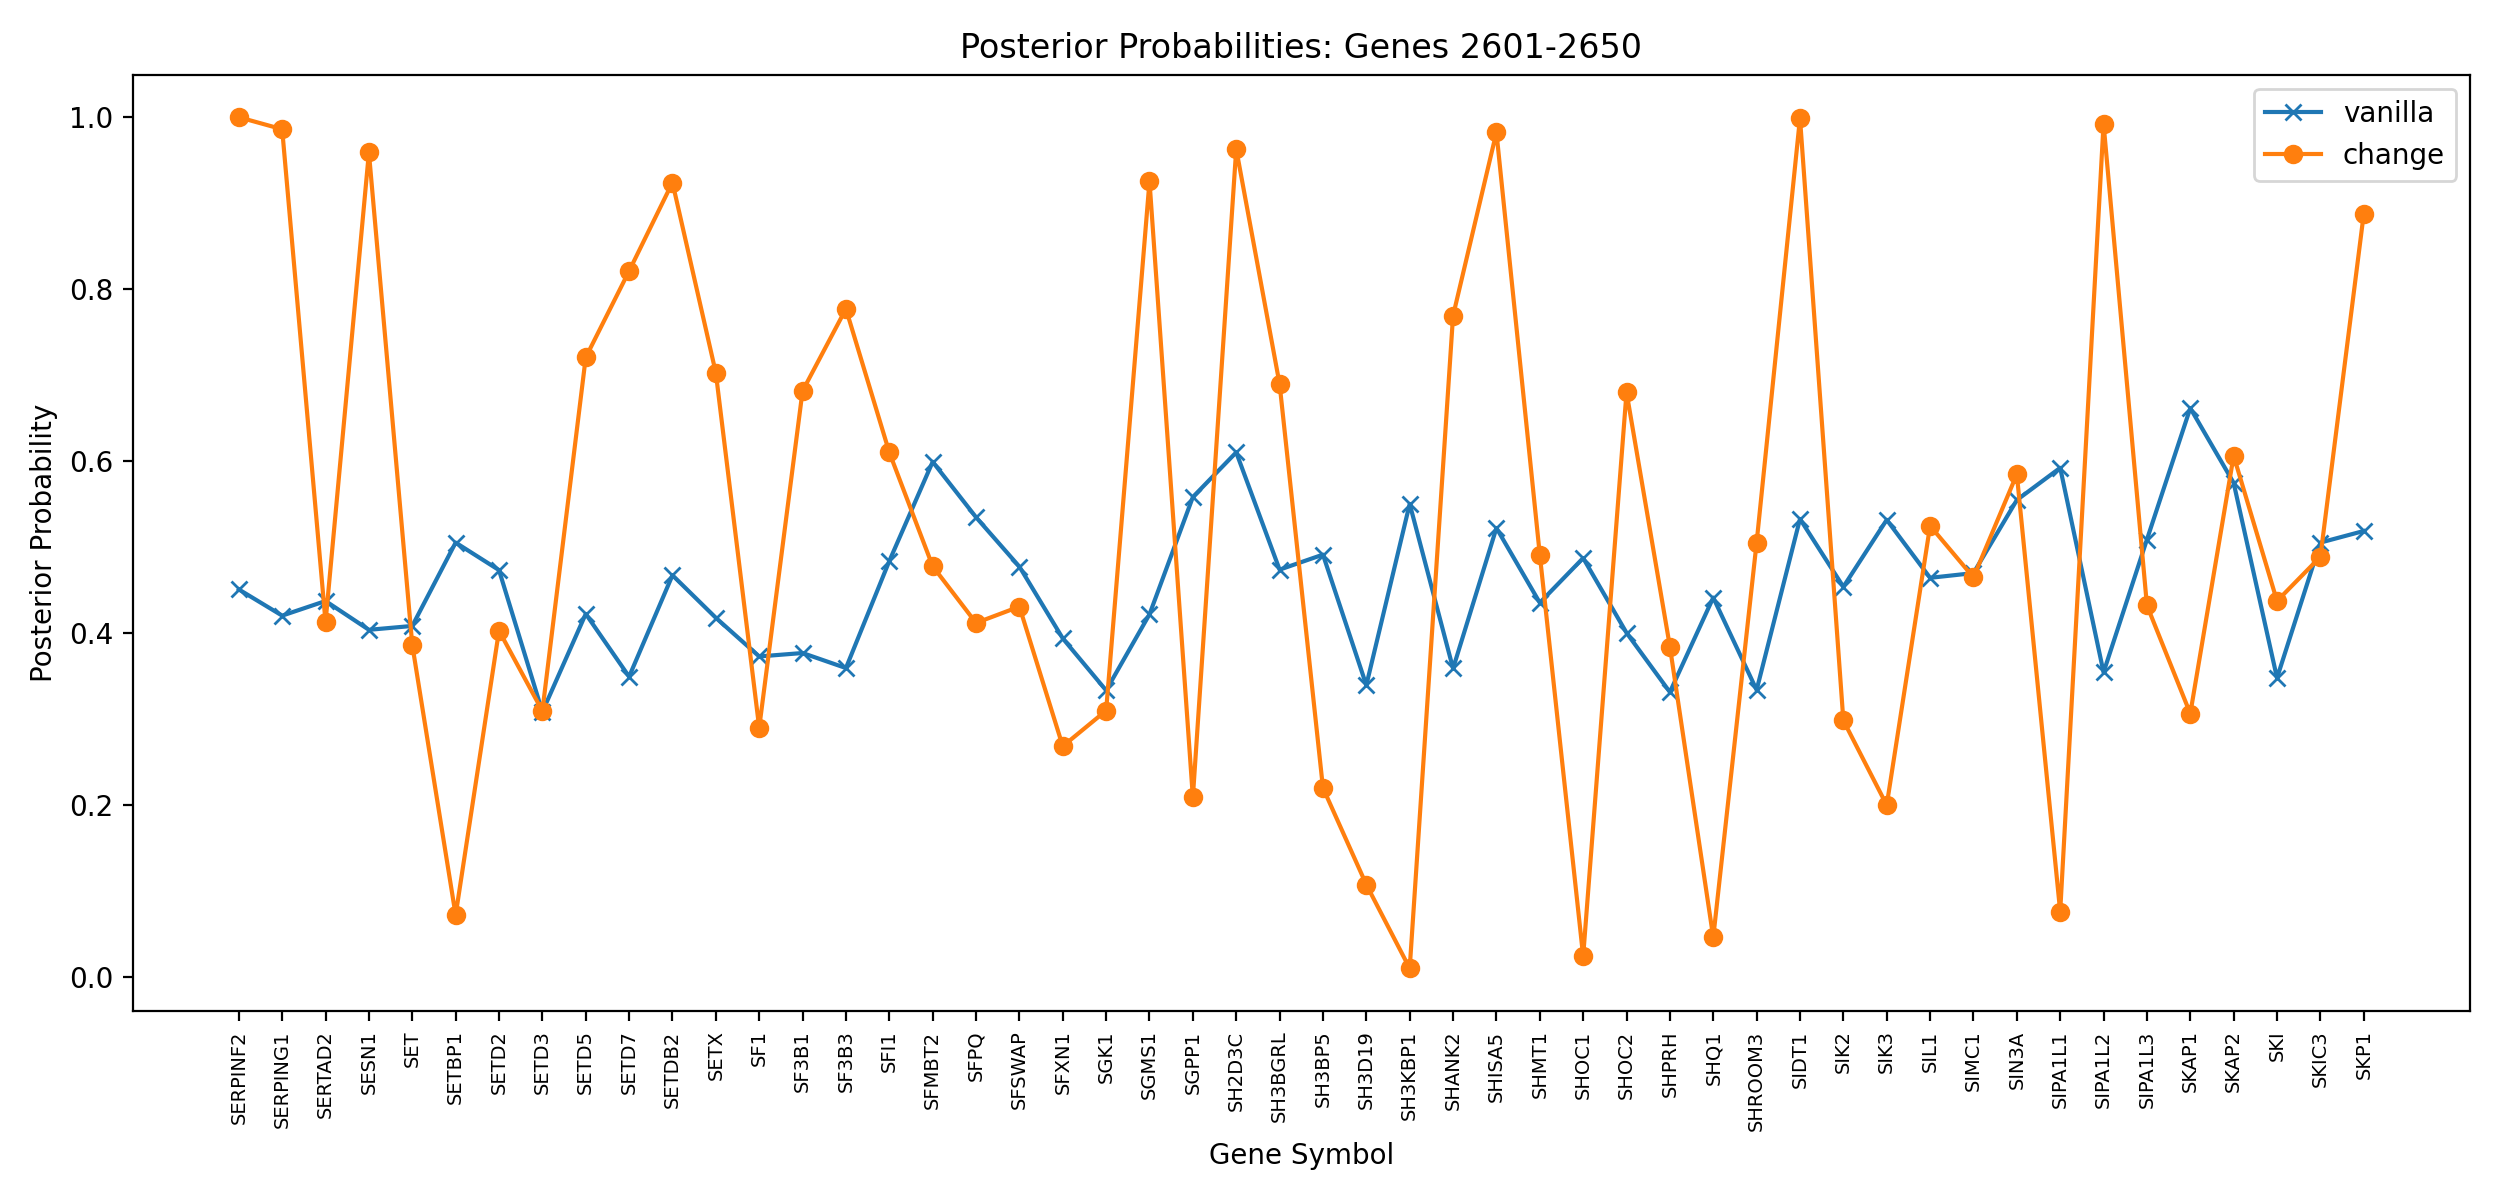 Posterior Probabilities: Genes 2601-2650
vanilla
change
Posterior Probability
1.0
0.8
0.6
0.4
0.2
0.0
SERPINF2
SERPING1
SERTAD2
SESN1
SET
SETBP1
SETD2
SETD3
SETD5
SETD7
SETDB2
SETX
SF1
SF3B1
SF3B3
SFI1
SFMBT2
SFPQ
SFSWAP
SFXN1
SGK1
SGMS1
SGPP1
SH2D3C
SH3BGRL
SH3BP5
SH3D19
SH3KBP1
SHANK2
SHISA5
SHMT1
SHOC1
SHOC2
SHPRH
SHQ1
SHROOM3
SIDT1
SIK2
SIK3
SIL1
SIMC1
SIN3A
SIPA1L1
SIPA1L2
SIPA1L3
SKAP1
SKAP2
SKI
SKIC3
SKP1
Gene Symbol